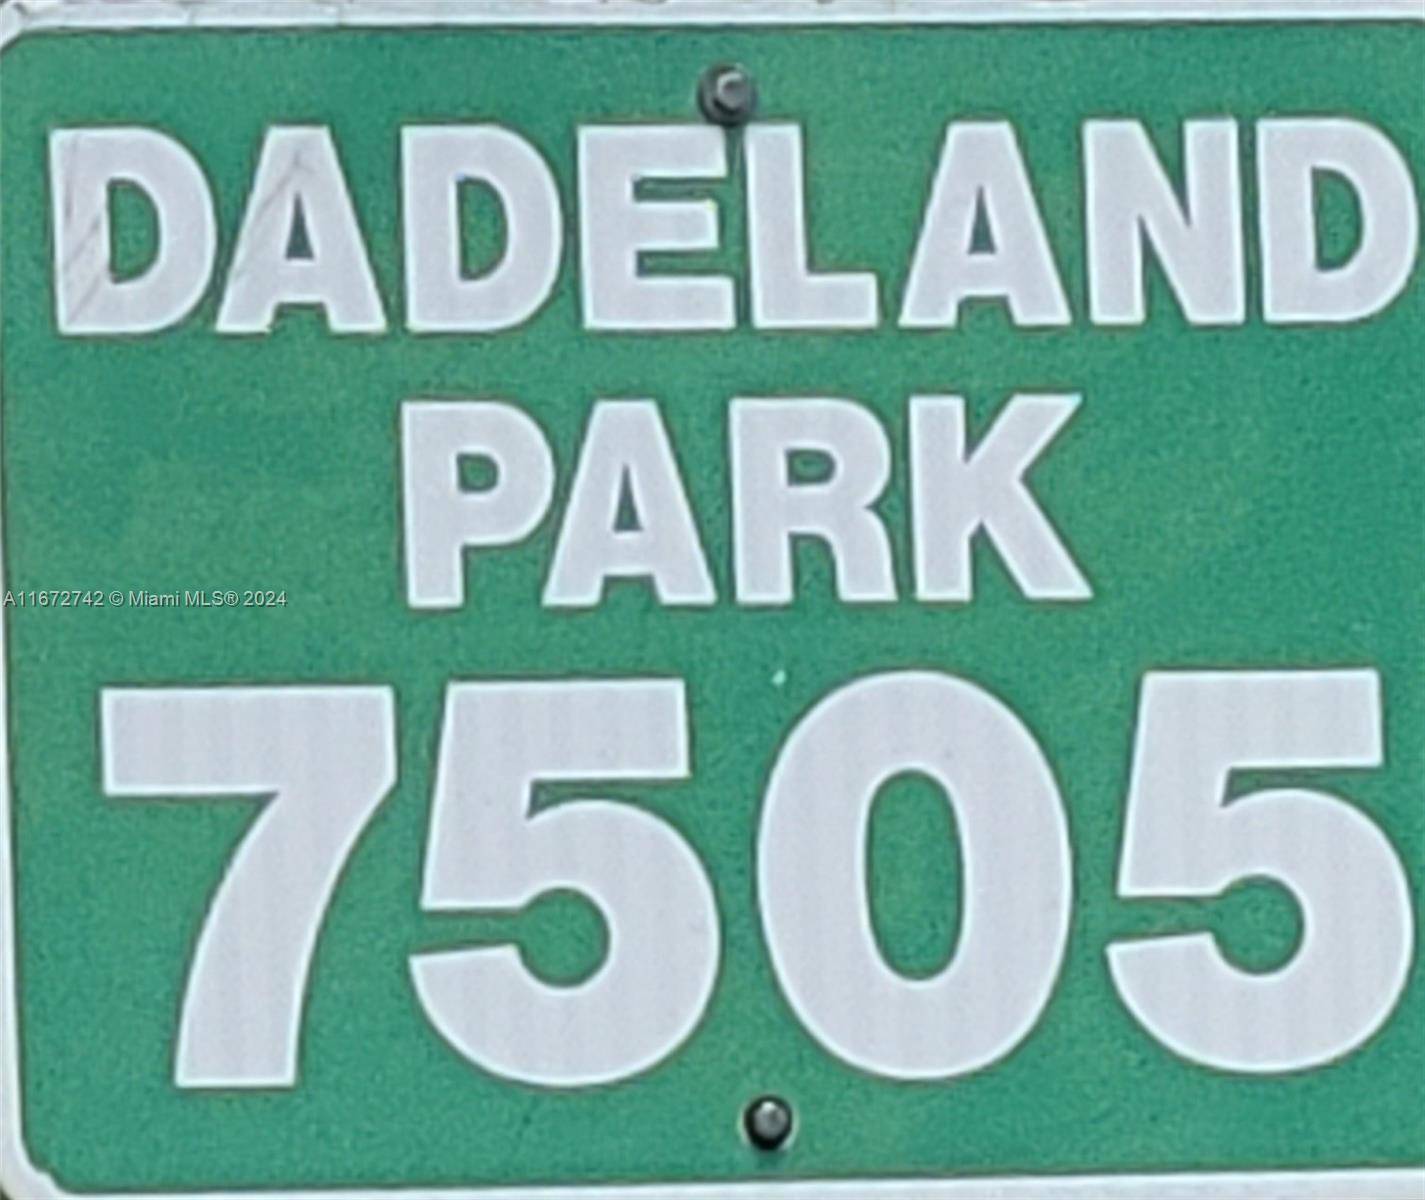 DADELAND
PARK
A11672742 © Miami MLS® 2024
7505